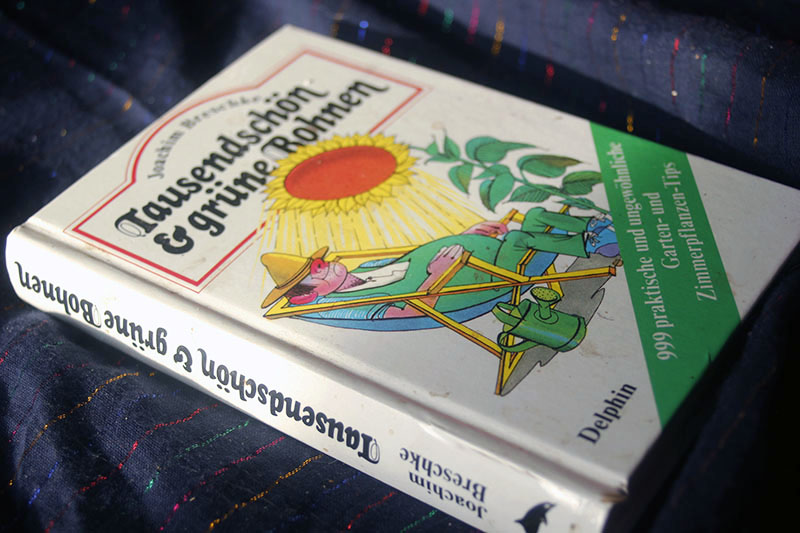 Joachim Breschke
Tausendschön
& grüne Bohnen
999 praktische und ungewöhnliche
Garten- und
Zimmerpflanzen-Tips
Delphin
Tausendschön & grüne Bohnen
Joachim
Breschke